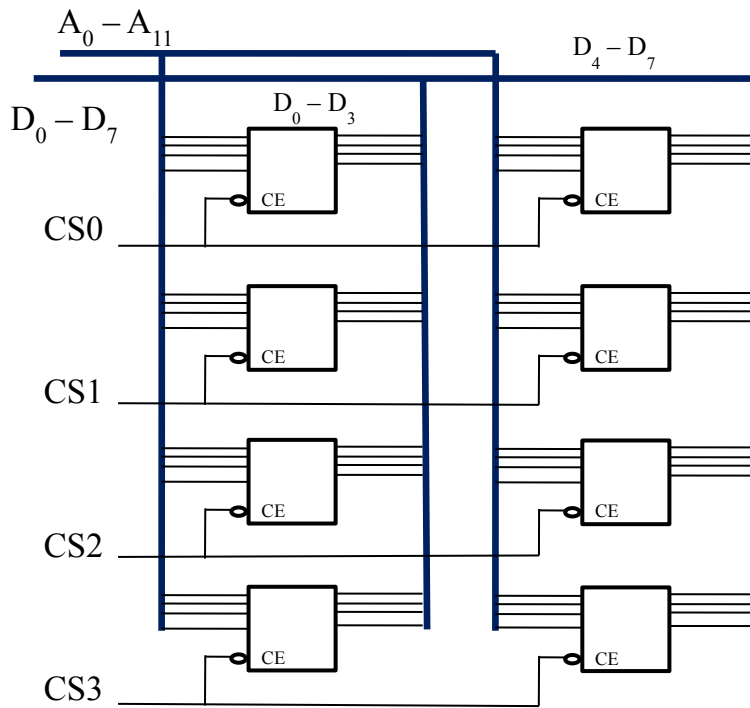 A₀ – A₁₁
D₄ – D₇
D₀ – D₃
D₀ – D₇
CE
CE
CS0
CE
CE
CS1
CE
CE
CS2
CE
CE
CS3